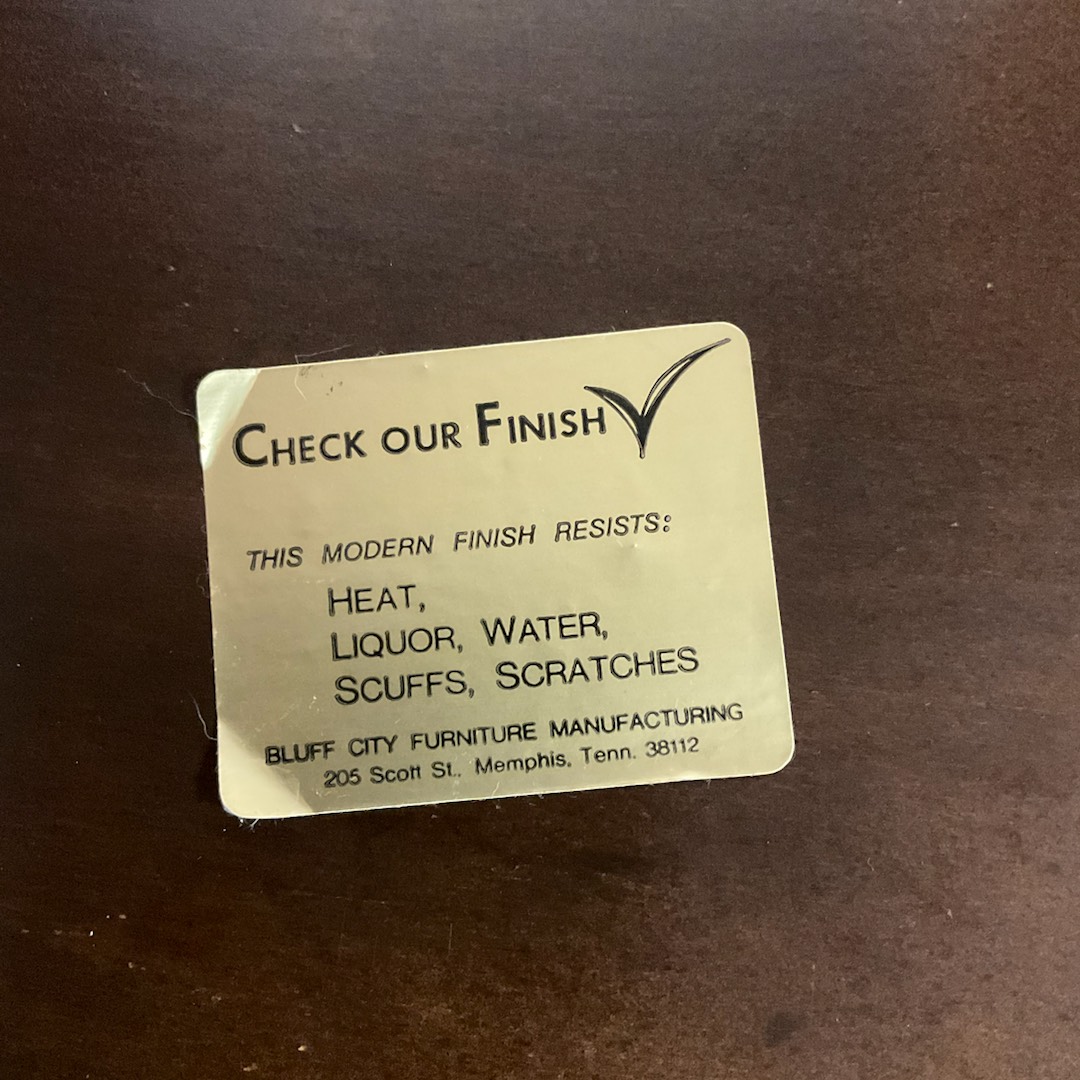 CHECK OUR FINISH
THIS MODERN FINISH RESISTS:
HEAT,
LIQUOR, WATER,
SCUFFS, SCRATCHES
BLUFF CITY FURNITURE MANUFACTURING
205 Scott St., Memphis, Tenn. 38112